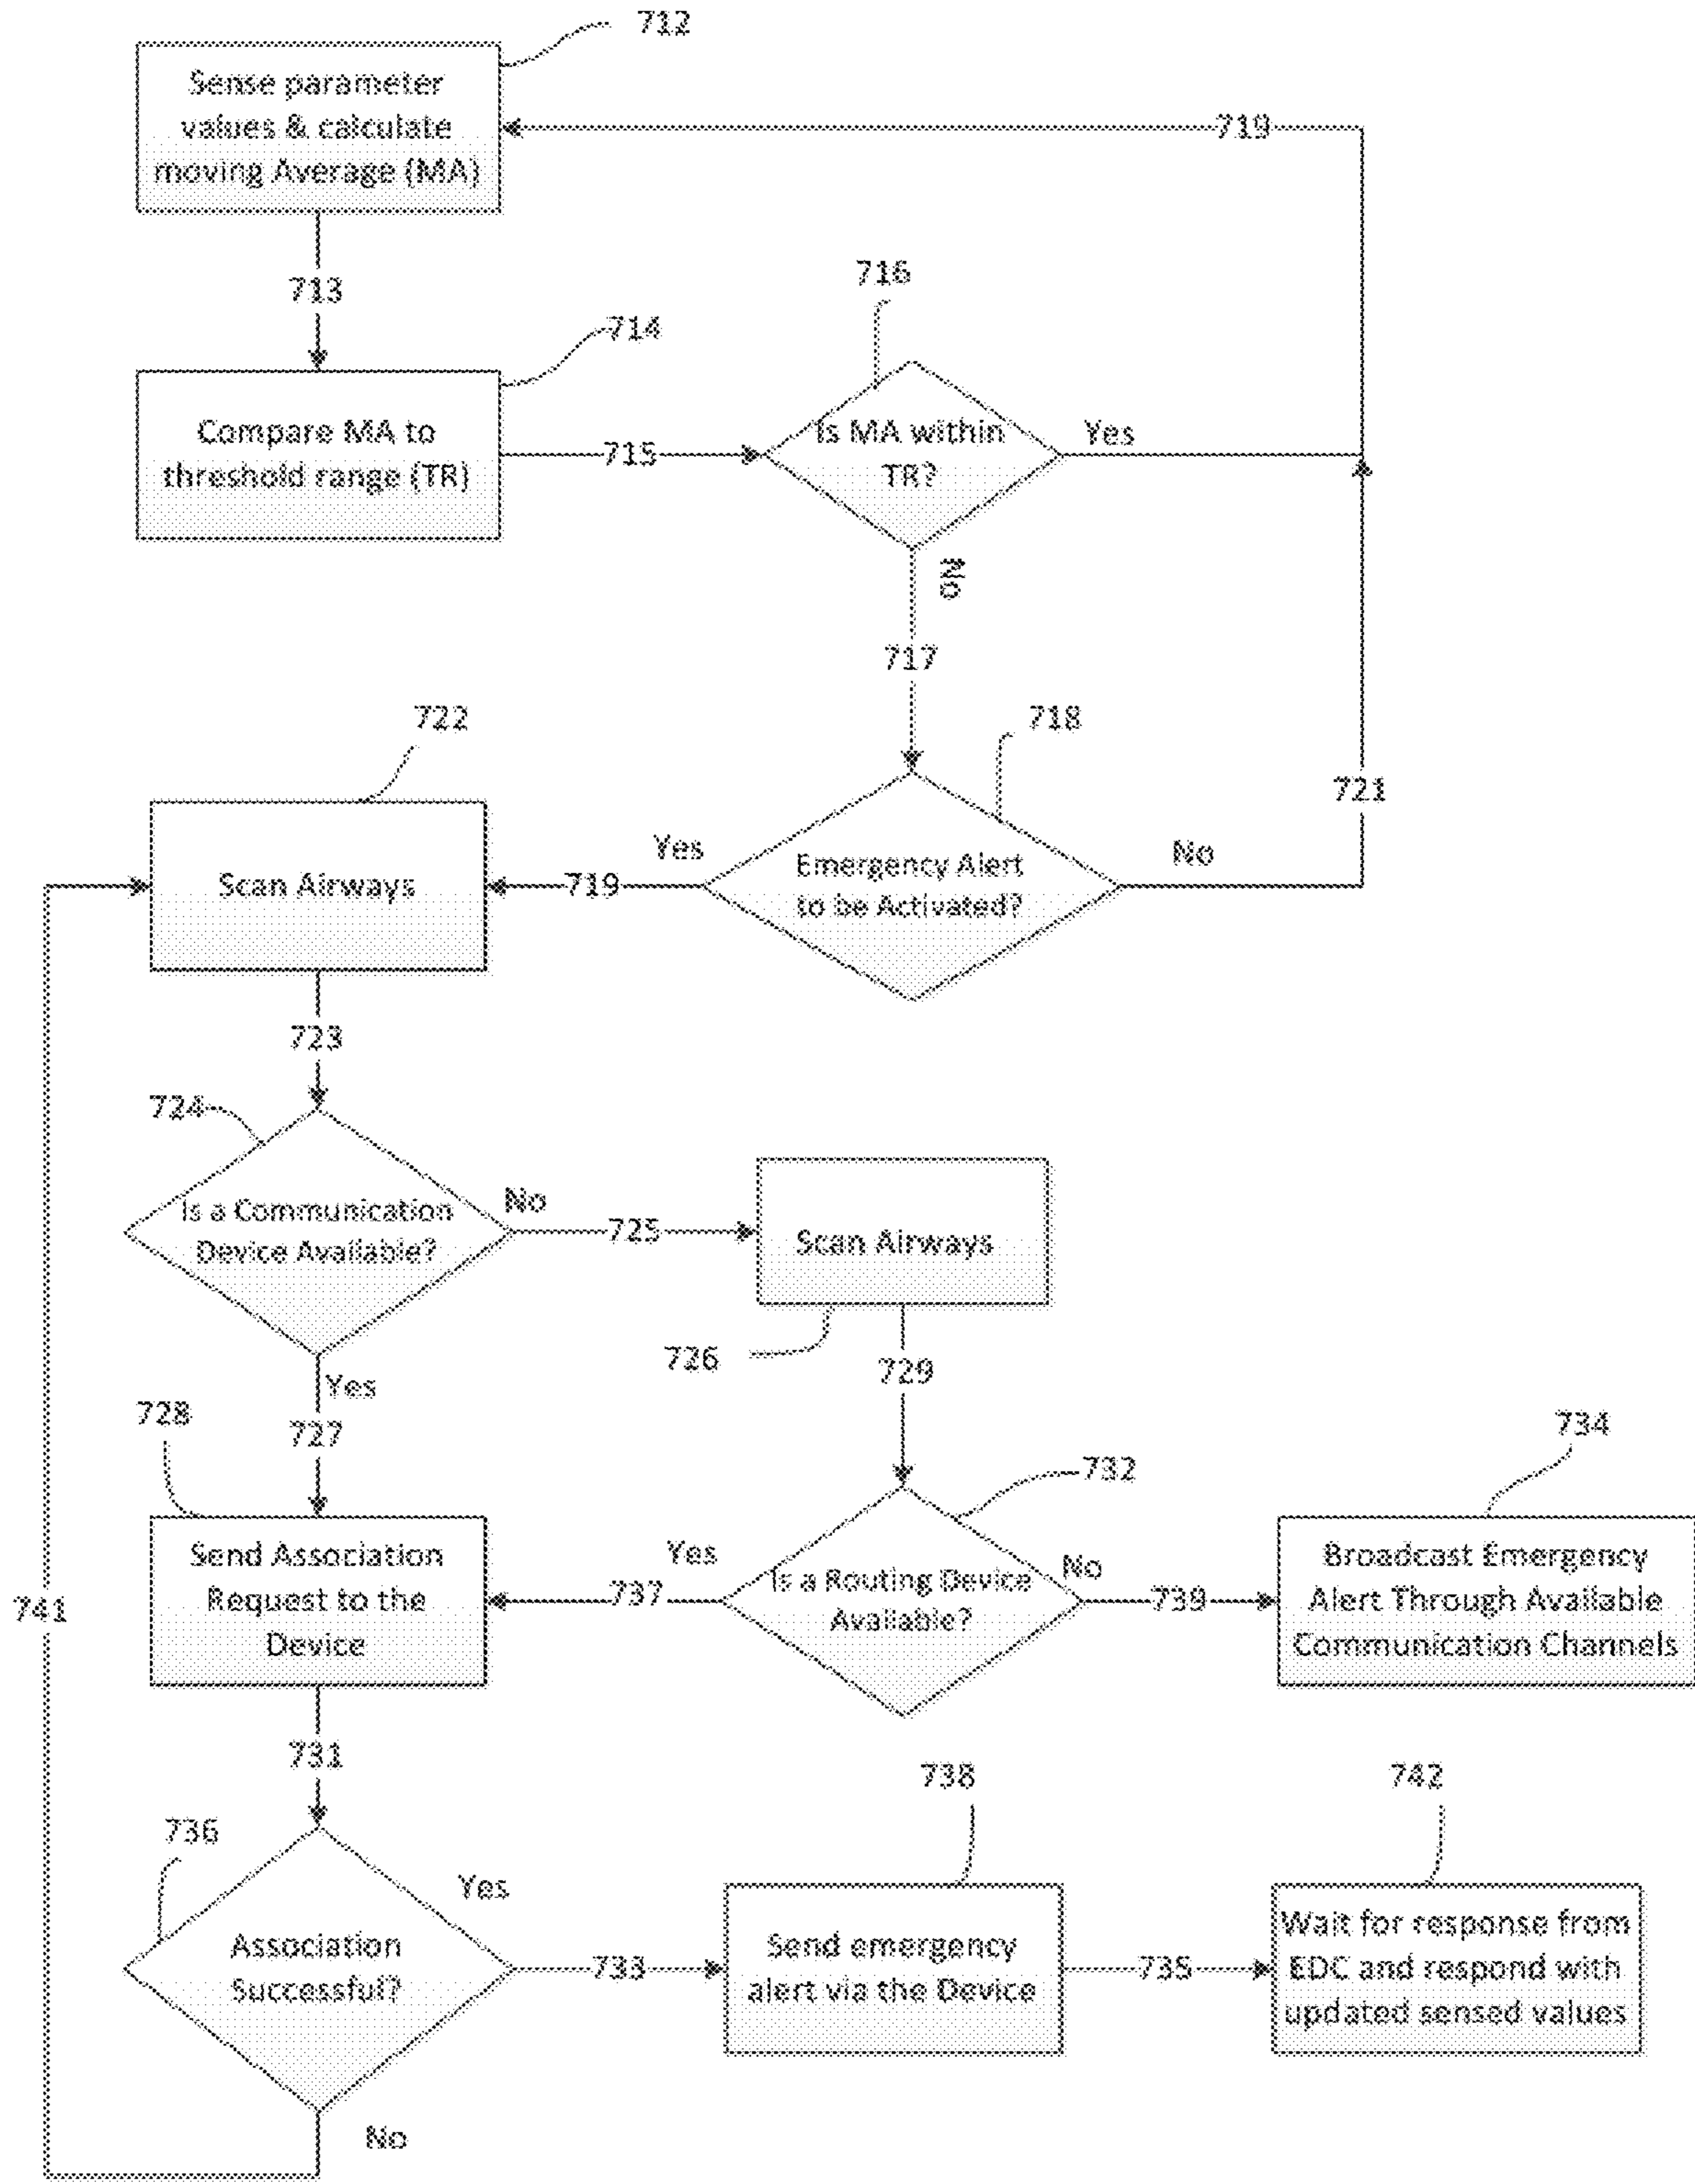 712
Sense parameter
values & calculate
moving Average (MA)
719
713
716
714
Compare MA to
threshold range (TR)
715
Is MA within
TR?
Yes
No
717
722
718
721
Scan Airways
Yes
719
Emergency Alert
to be Activated?
No
723
724
Is a Communication
Device Available?
No
725
Scan Airways
726
729
Yes
727
728
732
734
Send Association
Request to the
Device
Yes
737
Is a Routing Device
Available?
No
739
Broadcast Emergency
Alert Through Available
Communication Channels
741
731
738
742
736
Association
Successful?
Yes
733
Send emergency
alert via the Device
735
Wait for response from
EDC and respond with
updated sensed values
No